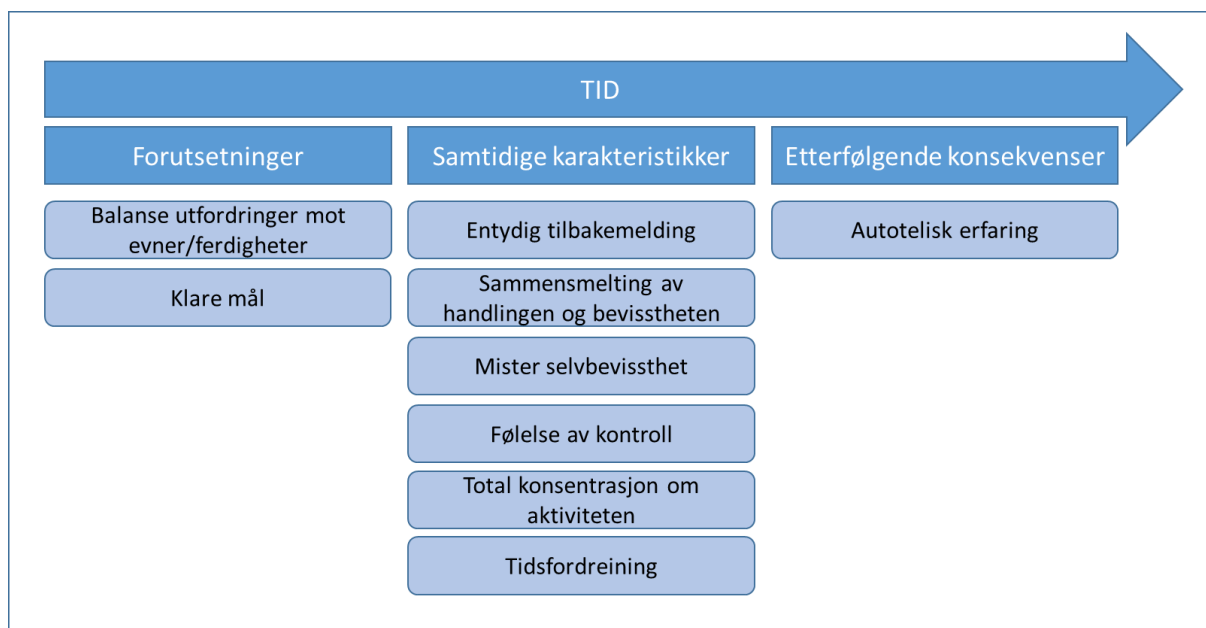 TID
Forutsetninger
Balanse utfordringer mot
evner/ferdigheter
Klare mål
Samtidige karakteristikker
Entydig tilbakemelding
Sammensmelting av
handlingen og bevisstheten
Mister selvbevissthet
Følelse av kontroll
Total konsentrasjon om
aktiviteten
Tidsfordreining
Etterfølgende konsekvenser
Autotelisk erfaring